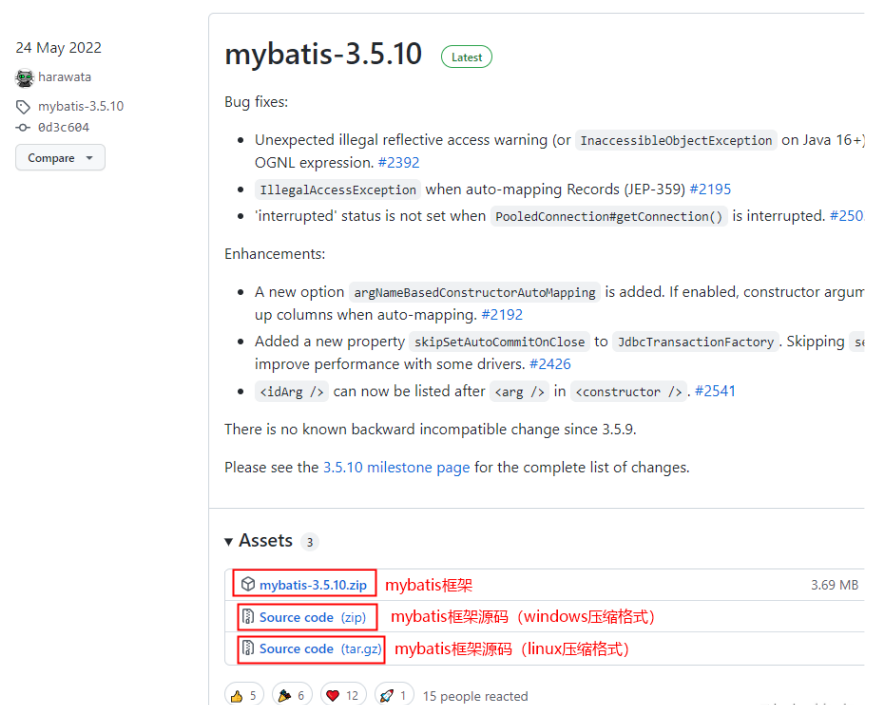 24 May 2022
harawata
mybatis-3.5.10
0d3c604
Compare
mybatis-3.5.10 Latest
Bug fixes:
Unexpected illegal reflective access warning (or InaccessibleObjectException on Java 16+)
OGNL expression. #2392
IllegalAccessException when auto-mapping Records (JEP-359) #2195
'interrupted' status is not set when PooledConnection#getConnection() is interrupted. #250
Enhancements:
A new option argNameBasedConstructorAutoMapping is added. If enabled, constructor argum
up columns when auto-mapping. #2192
Added a new property skipSetAutoCommitOnClose to JdbcTransactionFactory. Skipping se
improve performance with some drivers. #2426
<idArg /> can now be listed after <arg /> in <constructor />. #2541
There is no known backward incompatible change since 3.5.9.
Please see the 3.5.10 milestone page for the complete list of changes.
Assets 3
mybatis-3.5.10.zip mybatis框架 3.69 MB
Source code (zip) mybatis框架源码（windows压缩格式）
Source code (tar.gz) mybatis框架源码（linux压缩格式）
5 6 12 1 15 people reacted